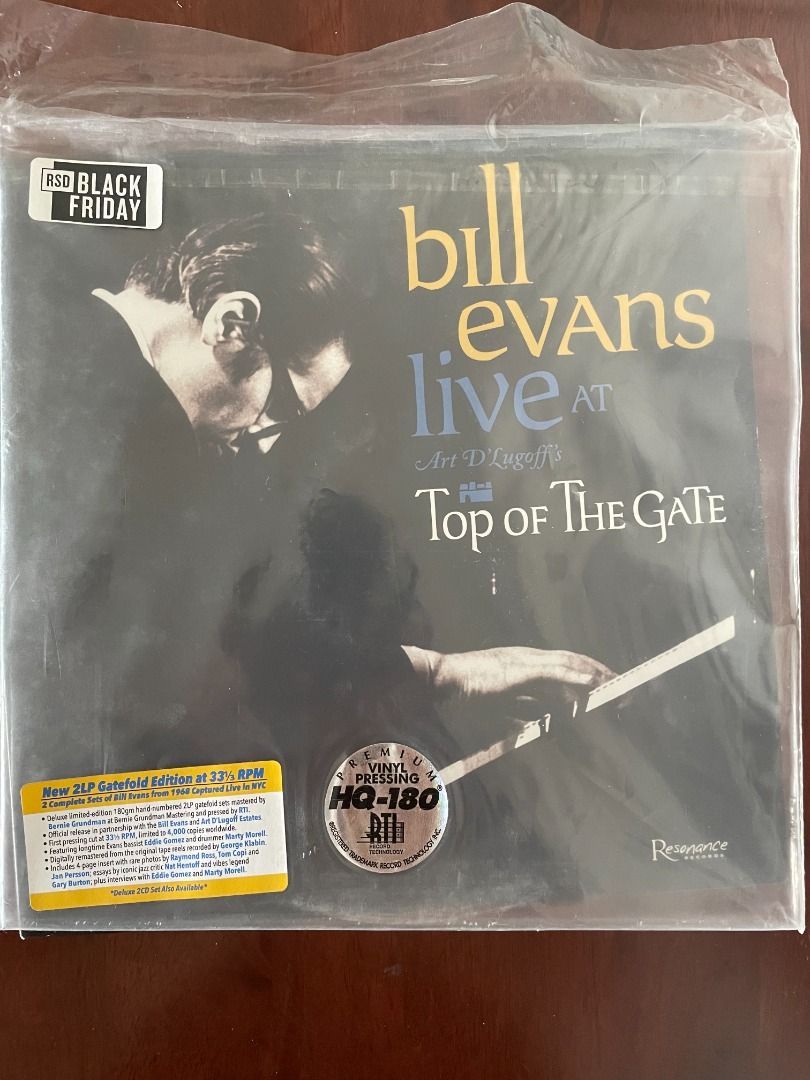 RSD BLACK
FRIDAY
bill
evans
live AT
Art D'Lugoff's
Top of The Gate
New 2LP Gatefold Edition at 33⅓ RPM
2 Complete Sets of Bill Evans from 1968 Captured Live in NYC
• Deluxe limited-edition 180gm hand-numbered 2LP gatefold sets mastered by
Bernie Grundman at Bernie Grundman Mastering and pressed by RTI.
• Official release in partnership with the Bill Evans and Art D'Lugoff Estates.
• First pressing cut at 33⅓ RPM, limited to 4,000 copies worldwide.
• Featuring longtime Evans bassist Eddie Gomez and drummer Marty Morell.
• Digitally remastered from the original tape reels recorded by George Klabin.
• Includes 4 page insert with rare photos by Raymond Ross, Tom Copi and
Jan Persson; essays by iconic jazz critic Nat Hentoff and vibes legend
Gary Burton; plus interviews with Eddie Gomez and Marty Morell.
*Deluxe 2CD Set Also Available*
PREMIUM
VINYL
PRESSING
HQ-180®
RTI
RECORD
TECHNOLOGY
®REGISTERED TRADEMARK RECORD TECHNOLOGY INC.
Resonance
RECORDS